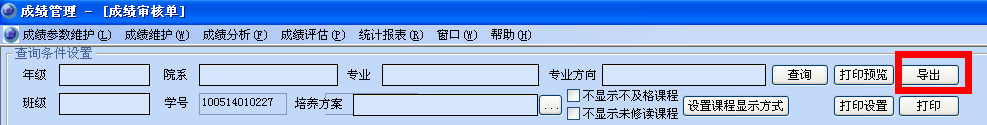 成绩管理 - [成绩审核单]
成绩参数维护(L) 成绩维护(W) 成绩分析(F) 成绩评估(F) 统计报表(R) 窗口(W) 帮助(H)
查询条件设置
年级 院系 专业 专业方向 查询 打印预览 导出
班级 学号 100514010227 培养方案 ... 不显示不及格课程 设置课程显示方式 打印设置 打印
不显示未修读课程